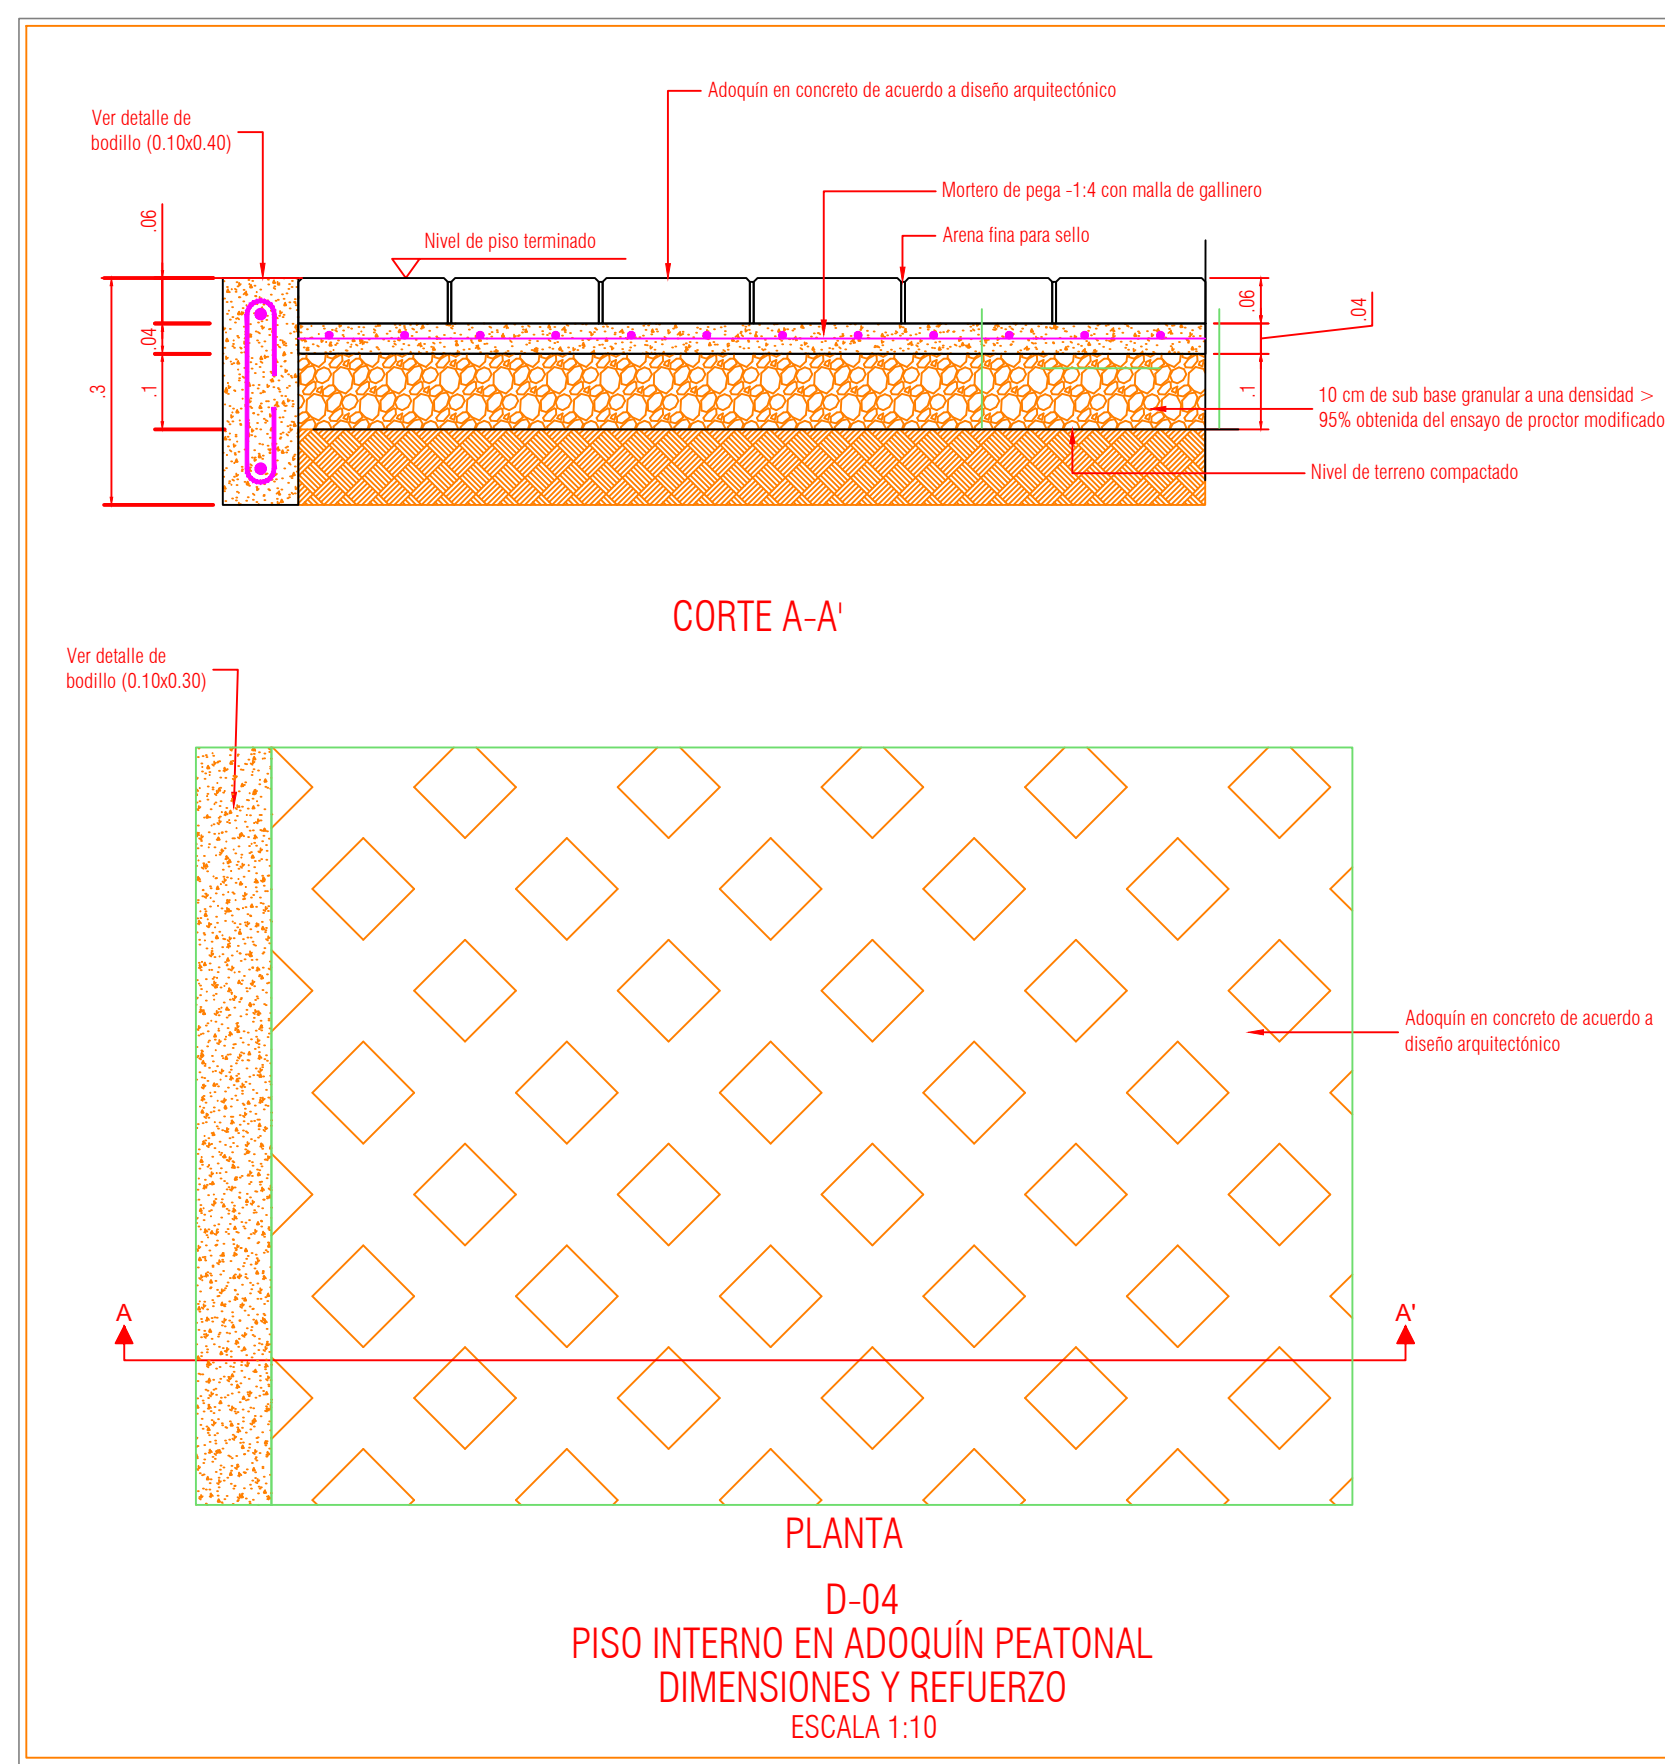 Adoquín en concreto de acuerdo a diseño arquitectónico
Ver detalle de
bodillo (0.10x0.40)
Mortero de pega -1:4 con malla de gallinero
.06
Nivel de piso terminado
Arena fina para sello
.06
.04
.04
.3
.1
.1
10 cm de sub base granular a una densidad >
95% obtenida del ensayo de proctor modificado
Nivel de terreno compactado
CORTE A-A'
Ver detalle de
bodillo (0.10x0.30)
Adoquín en concreto de acuerdo a
diseño arquitectónico
A
A'
PLANTA
D-04
PISO INTERNO EN ADOQUÍN PEATONAL
DIMENSIONES Y REFUERZO
ESCALA 1:10